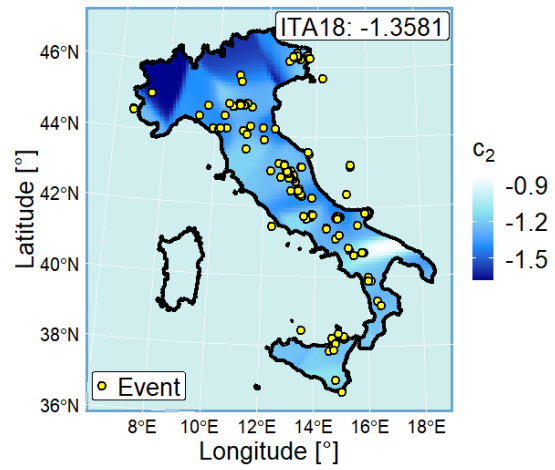 ITA18: -1.3581
46°N
44°N
42°N
40°N
38°N
36°N
Latitude [°]
Event
8°E
10°E
12°E
14°E
16°E
18°E
Longitude [°]
c2
-0.9
-1.2
-1.5